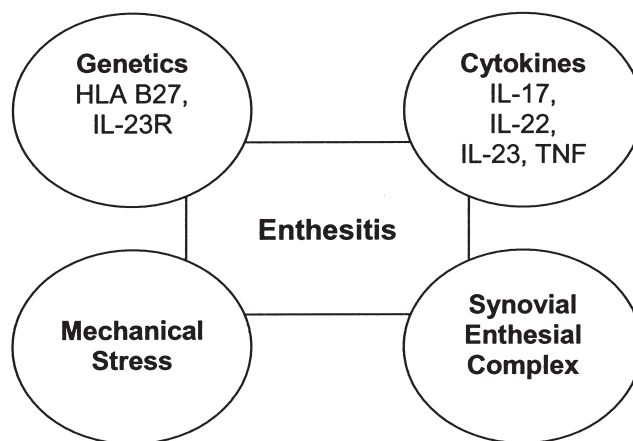 Genetics
HLA B27,
IL-23R
Cytokines
IL-17,
IL-22,
IL-23, TNF
Enthesitis
Mechanical
Stress
Synovial
Enthesial
Complex